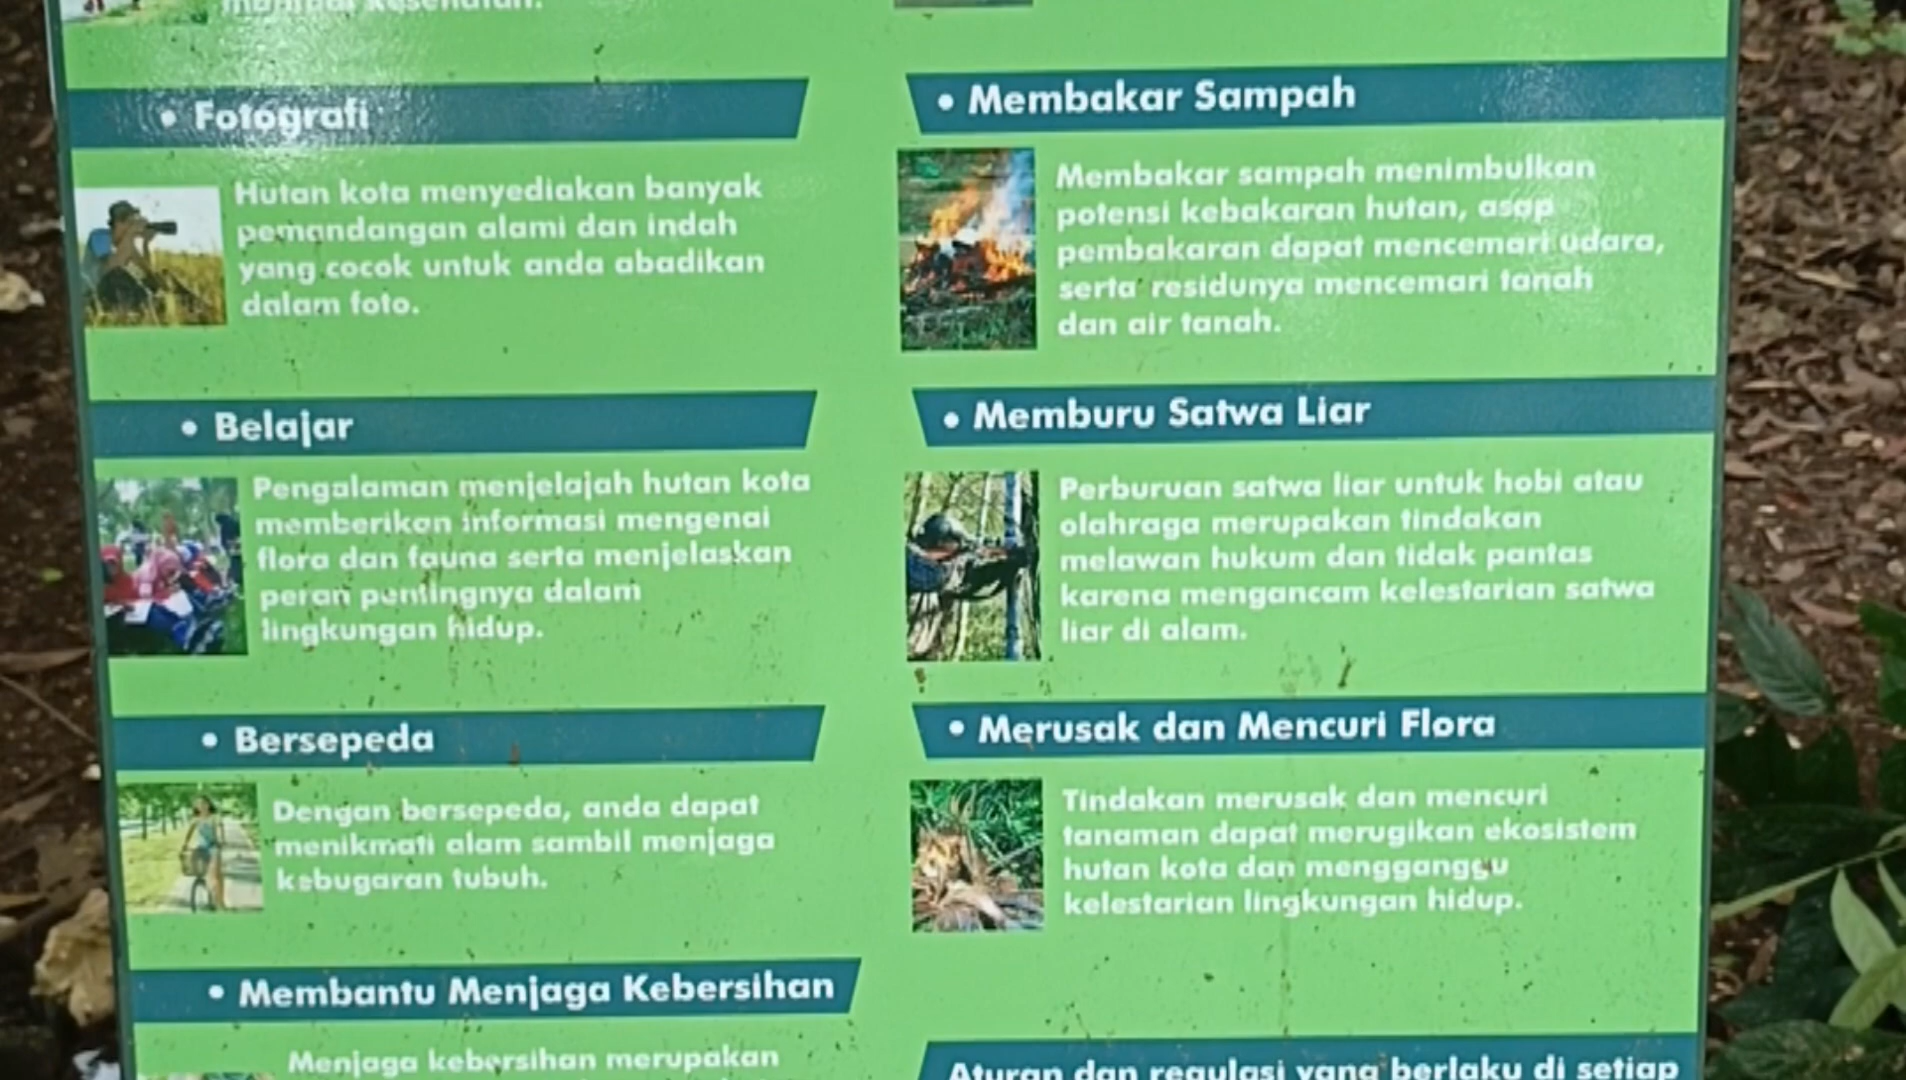 manfaat kesehatan.
• Fotografi
Hutan kota menyediakan banyak
pemandangan alami dan indah
yang cocok untuk anda abadikan
dalam foto.
• Belajar
Pengalaman menjelajah hutan kota
memberikan informasi mengenai
flora dan fauna serta menjelaskan
peran pentingnya dalam
lingkungan hidup.
• Bersepeda
Dengan bersepeda, anda dapat
menikmati alam sambil menjaga
kebugaran tubuh.
• Membantu Menjaga Kebersihan
Menjaga kebersihan merupakan
• Membakar Sampah
Membakar sampah menimbulkan
potensi kebakaran hutan, asap
pembakaran dapat mencemari udara,
serta residunya mencemari tanah
dan air tanah.
• Memburu Satwa Liar
Perburuan satwa liar untuk hobi atau
olahraga merupakan tindakan
melawan hukum dan tidak pantas
karena mengancam kelestarian satwa
liar di alam.
• Merusak dan Mencuri Flora
Tindakan merusak dan mencuri
tanaman dapat merugikan ekosistem
hutan kota dan mengganggu
kelestarian lingkungan hidup.
Aturan dan regulasi yang berlaku di setiap